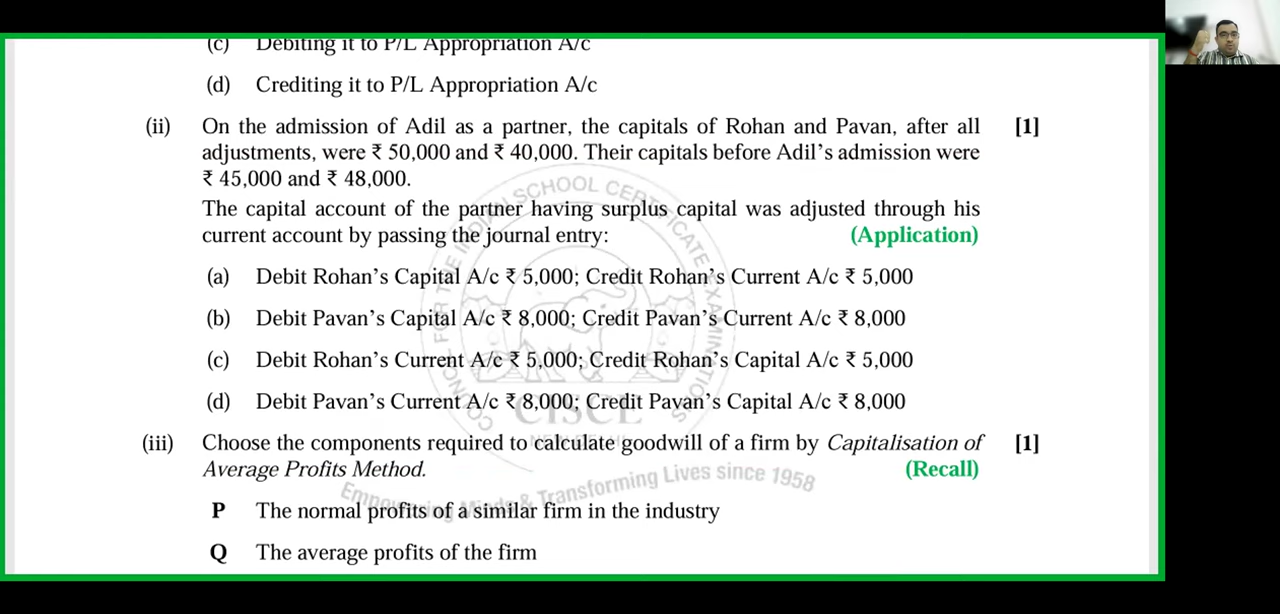 (c) Debiting it to P/L Appropriation A/c
(d) Crediting it to P/L Appropriation A/c
(ii) On the admission of Adil as a partner, the capitals of Rohan and Pavan, after all [1]
adjustments, were ₹ 50,000 and ₹ 40,000. Their capitals before Adil's admission were
₹ 45,000 and ₹ 48,000.
The capital account of the partner having surplus capital was adjusted through his
current account by passing the journal entry: (Application)
(a) Debit Rohan's Capital A/c ₹ 5,000; Credit Rohan's Current A/c ₹ 5,000
(b) Debit Pavan's Capital A/c ₹ 8,000; Credit Pavan's Current A/c ₹ 8,000
(c) Debit Rohan's Current A/c ₹ 5,000; Credit Rohan's Capital A/c ₹ 5,000
(d) Debit Pavan's Current A/c ₹ 8,000; Credit Pavan's Capital A/c ₹ 8,000
CISCE
(iii) Choose the components required to calculate goodwill of a firm by Capitalisation of [1]
Average Profits Method. (Recall)
Transforming Lives since 1958
P The normal profits of a similar firm in the industry
Q The average profits of the firm